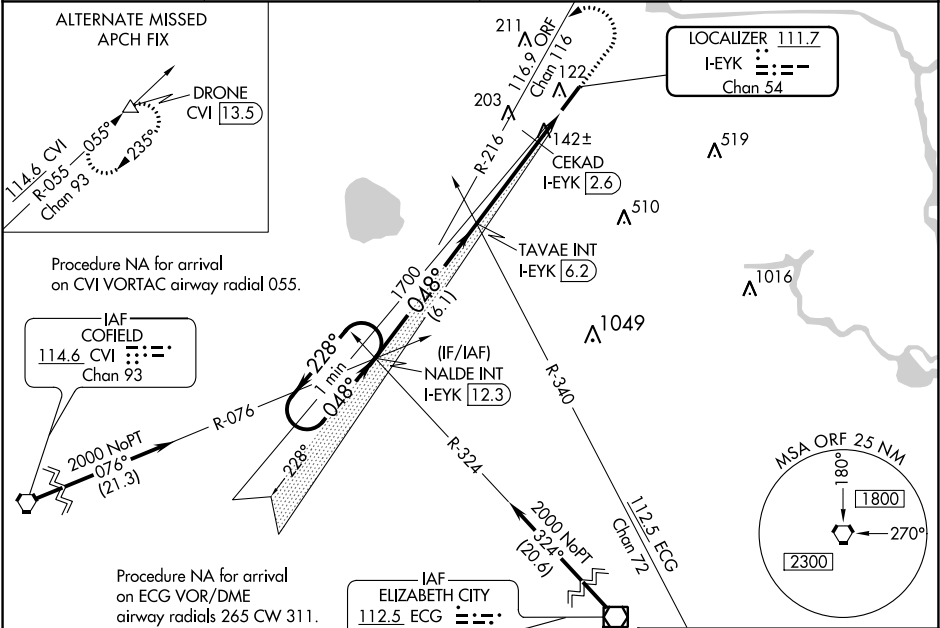 ALTERNATE MISSED
APCH FIX
DRONE
CVI 13.5
114.6 CVI
R-055
Chan 93
055°
235°
211
116.9 ORF
Chan 116
122
203
R-216
142±
LOCALIZER 111.7
I-EYK
Chan 54
CEKAD
I-EYK 2.6
519
510
TAVAE INT
I-EYK 6.2
1016
1049
Procedure NA for arrival
on CVI VORTAC airway radial 055.
1700
048°
(6.1)
IAF
COFIELD
114.6 CVI
Chan 93
228°
1 min
048°
(IF/IAF)
NALDE INT
I-EYK 12.3
R-340
R-076
2000 NoPT
076°
(21.3)
228°
R-324
112.5 ECG
Chan 72
2000 NoPT
324°
(20.6)
MSA ORF 25 NM
180°
1800
270°
2300
Procedure NA for arrival
on ECG VOR/DME
airway radials 265 CW 311.
IAF
ELIZABETH CITY
112.5 ECG